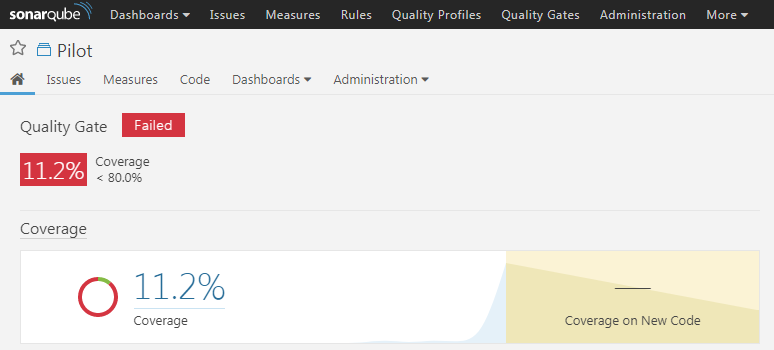 sonarqube Dashboards Issues Measures Rules Quality Profiles Quality Gates Administration More
Pilot
Issues Measures Code Dashboards Administration
Quality Gate Failed
11.2% Coverage
< 80.0%
Coverage
11.2%
Coverage
Coverage on New Code